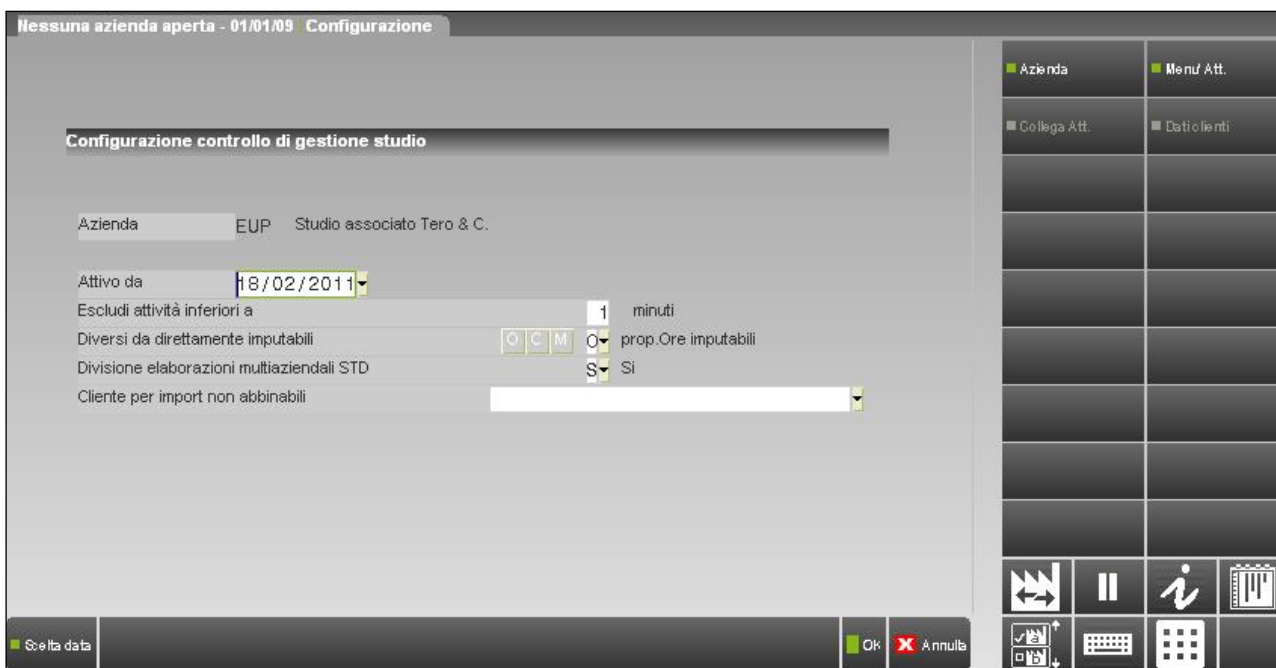 Nessuna azienda aperta - 01/01/09 Configurazione
Azienda
Menu' Att.
Collega Att.
Dati clienti
Configurazione controllo di gestione studio
Azienda EUP Studio associato Tero & C.
Attivo da 18/02/2011
Escludi attività inferiori a 1 minuti
Diversi da direttamente imputabili O C M O prop.Ore imputabili
Divisione elaborazioni multiaziendali STD S Si
Cliente per import non abbinabili
Scelta data
Ok
Annulla